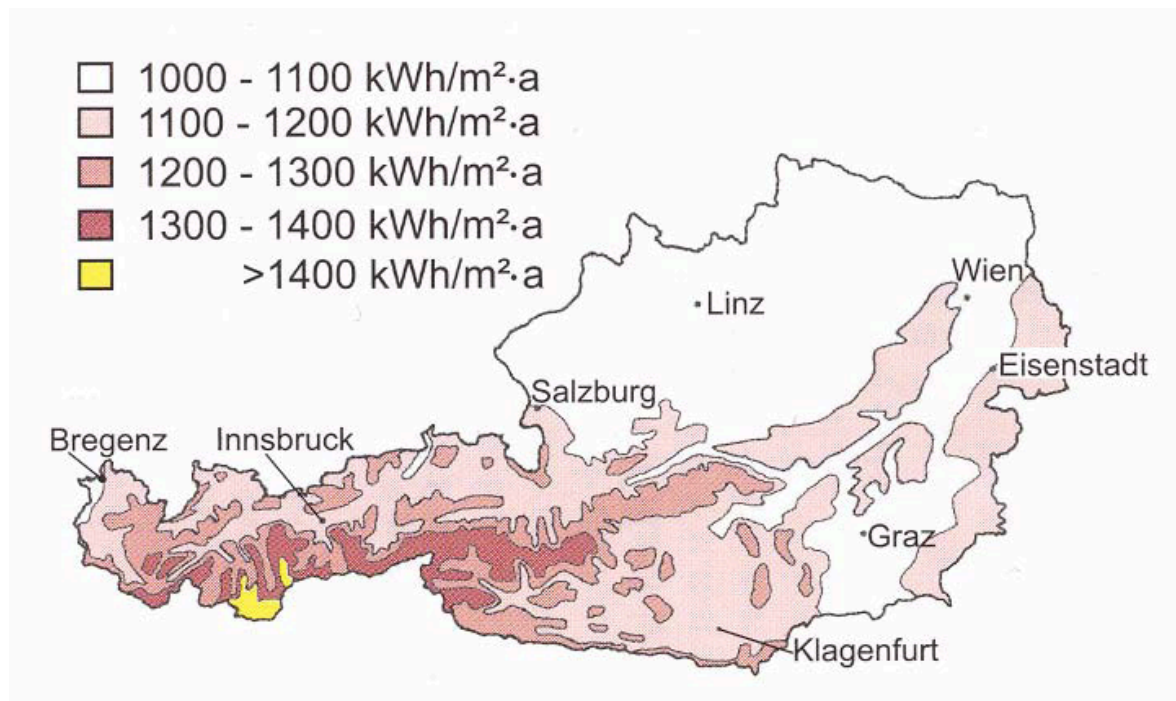 1000 - 1100 kWh/m²·a
1100 - 1200 kWh/m²·a
1200 - 1300 kWh/m²·a
1300 - 1400 kWh/m²·a
>1400 kWh/m²·a
Wien
Linz
Eisenstadt
Salzburg
Bregenz
Innsbruck
Graz
Klagenfurt